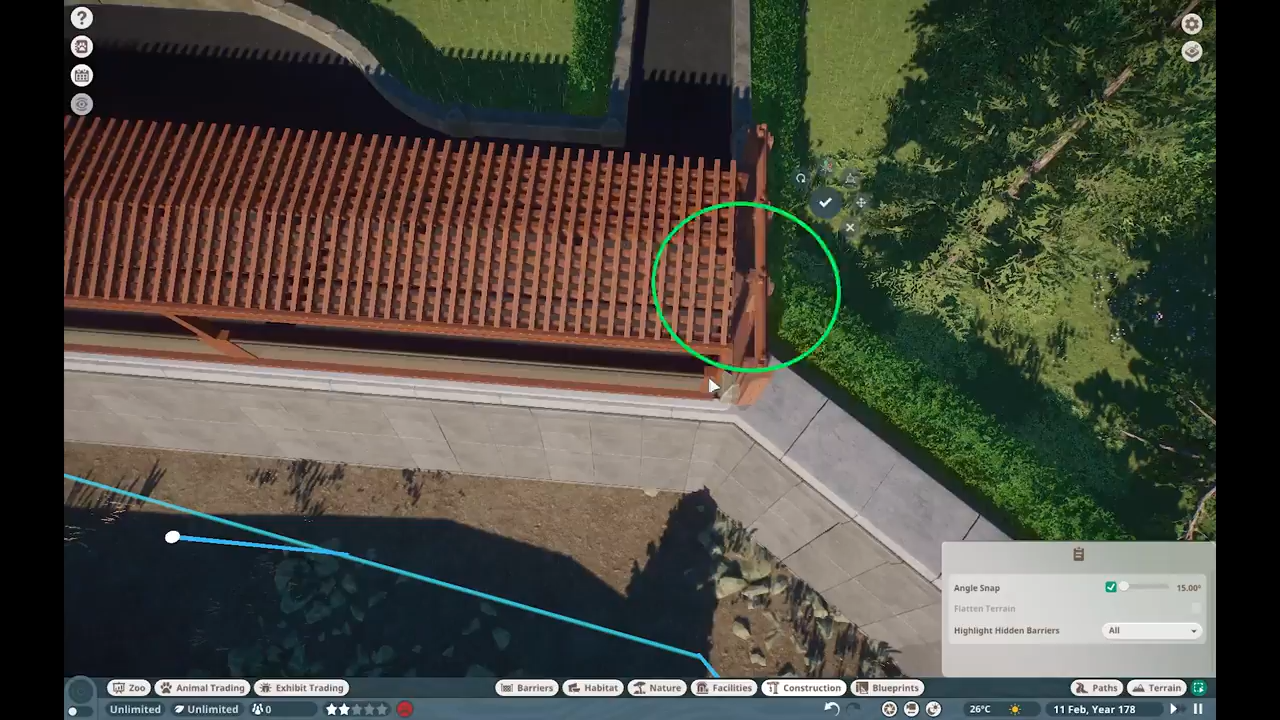 ?
Angle Snap 15.00°
Flatten Terrain
Highlight Hidden Barriers All
Zoo Animal Trading Exhibit Trading Barriers Habitat Nature Facilities Construction Blueprints Paths Terrain
Unlimited Unlimited 0 26°C 11 Feb, Year 178